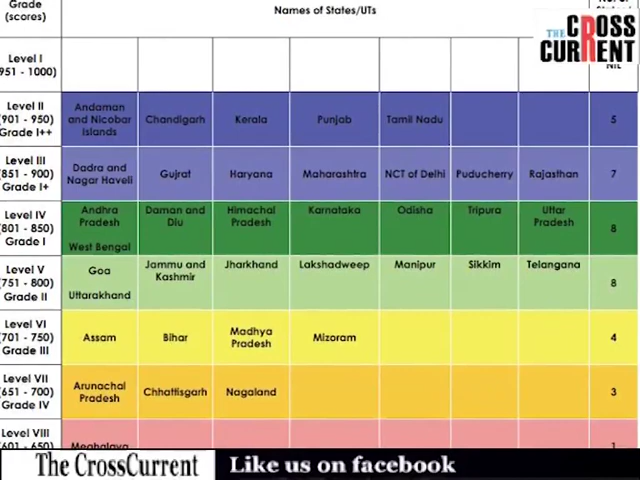 Grade
(scores)
Names of States/UTs
THE CROSS
CURRENT
Level I
951 - 1000)
NIL
Level II
(901 - 950)
Grade I++
Andaman
and Nicobar
Islands
Chandigarh
Kerala
Punjab
Tamil Nadu
5
Level III
(851 - 900)
Grade I+
Dadra and
Nagar Haveli
Gujrat
Haryana
Maharashtra
NCT of Delhi
Puducherry
Rajasthan
7
Level IV
(801 - 850)
Grade I
Andhra
Pradesh
West Bengal
Daman and
Diu
Himachal
Pradesh
Karnataka
Odisha
Tripura
Uttar
Pradesh
8
Level V
(751 - 800)
Grade II
Goa
Uttarakhand
Jammu and
Kashmir
Jharkhand
Lakshadweep
Manipur
Sikkim
Telangana
8
Level VI
(701 - 750)
Grade III
Assam
Bihar
Madhya
Pradesh
Mizoram
4
Level VII
(651 - 700)
Grade IV
Arunachal
Pradesh
Chhattisgarh
Nagaland
3
Level VIII
(601 - 650)
Meghalaya
1
The CrossCurrent
Like us on facebook